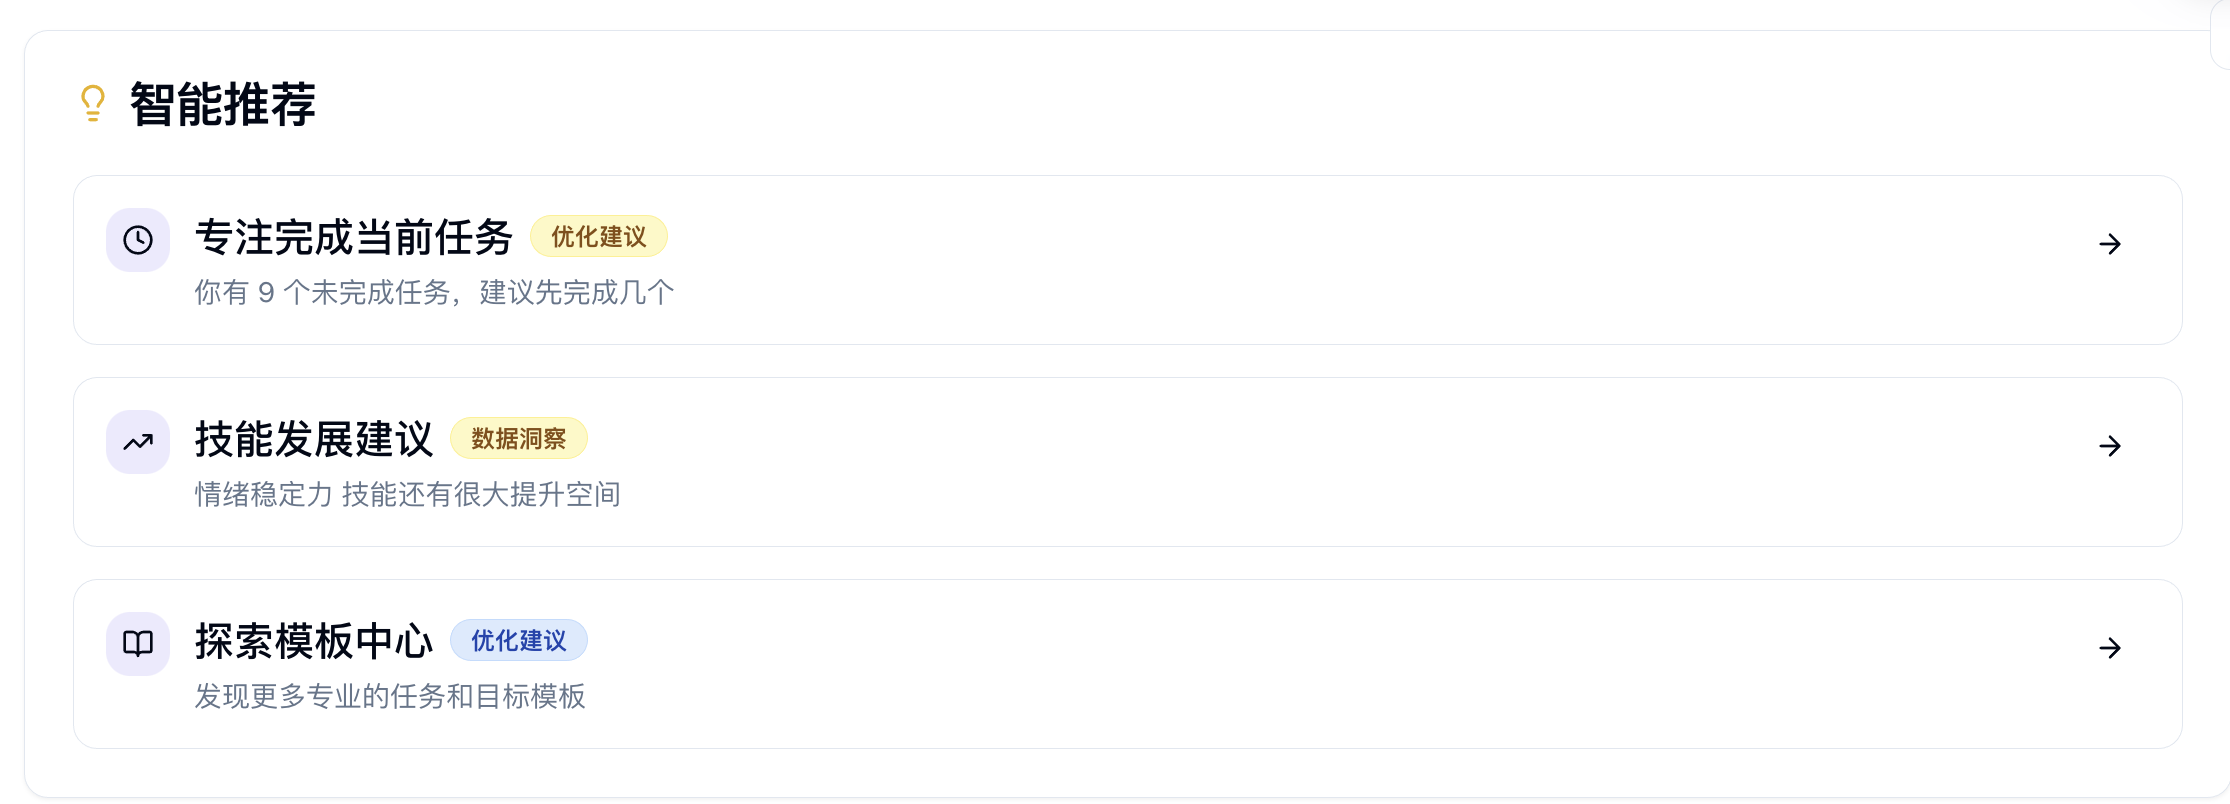 智能推荐
专注完成当前任务 优化建议
你有 9 个未完成任务，建议先完成几个
技能发展建议 数据洞察
情绪稳定力 技能还有很大提升空间
探索模板中心 优化建议
发现更多专业的任务和目标模板